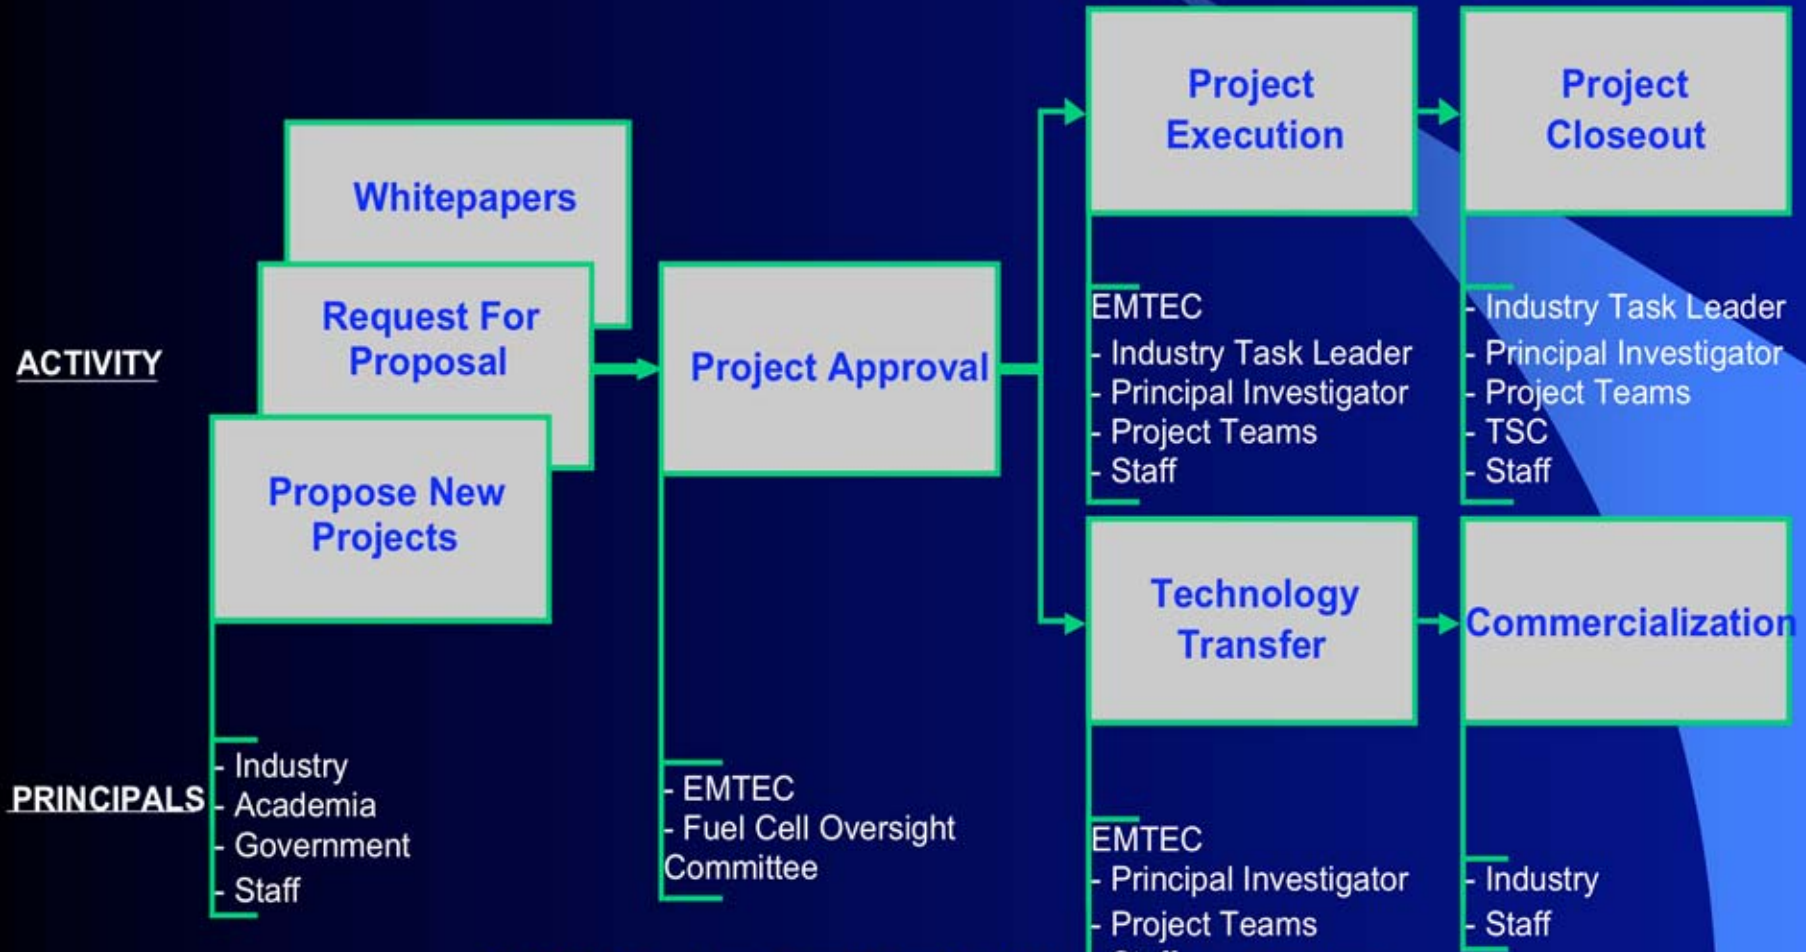 Whitepapers
Request For
Proposal
Propose New
Projects
ACTIVITY
Project Approval
Project
Execution
Project
Closeout
EMTEC
- Industry Task Leader
- Principal Investigator
- Project Teams
- Staff
- Industry Task Leader
- Principal Investigator
- Project Teams
- TSC
- Staff
Technology
Transfer
Commercialization
PRINCIPALS
- Industry
- Academia
- Government
- Staff
- EMTEC
- Fuel Cell Oversight
Committee
EMTEC
- Principal Investigator
- Project Teams
- Industry
- Staff